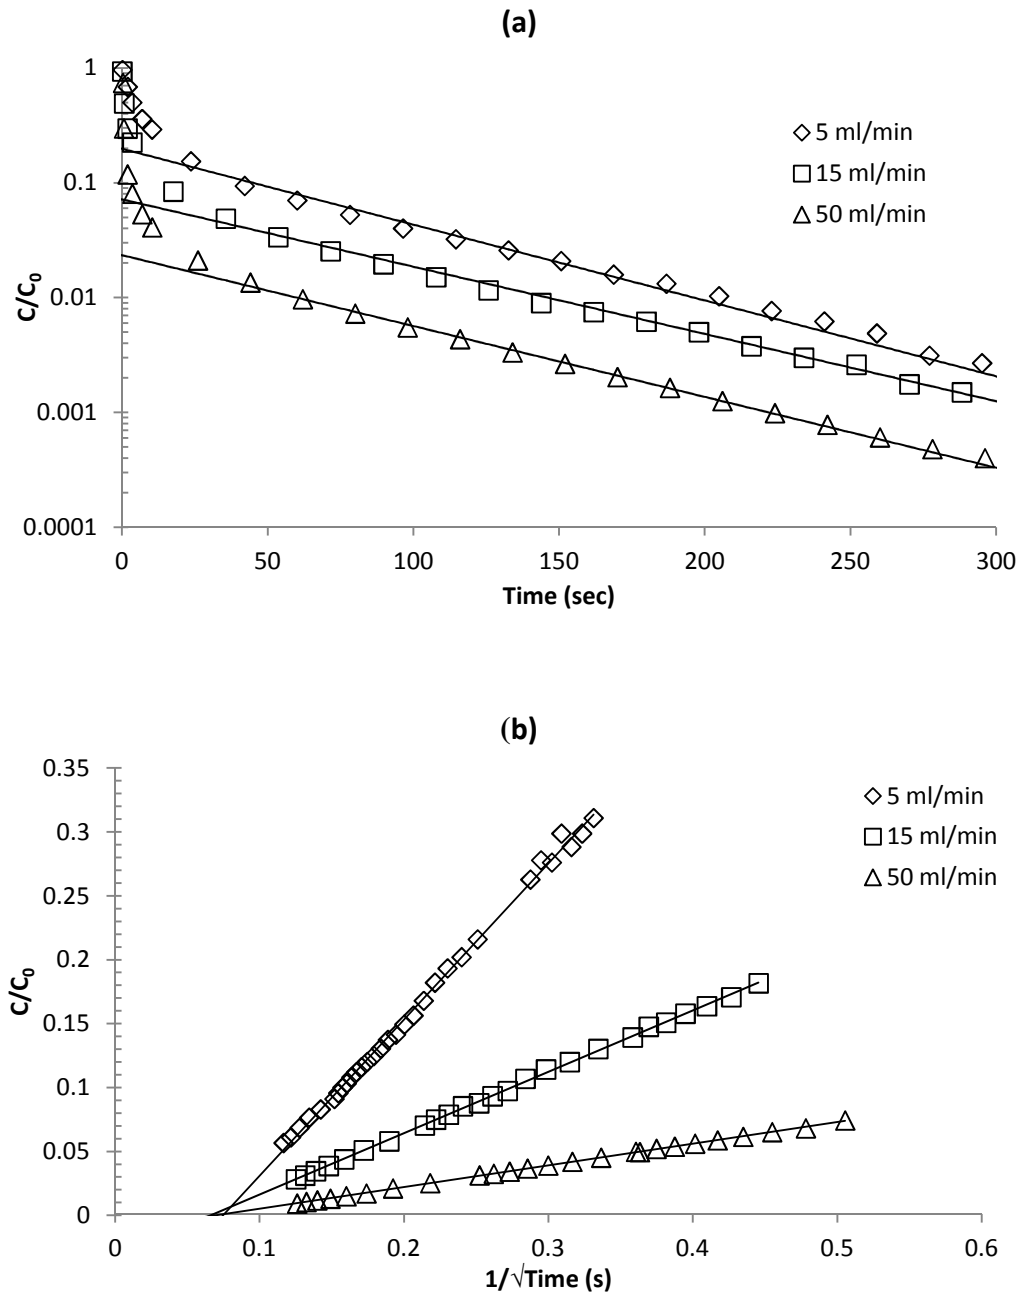 (a)
1
0.1
0.01
0.001
0.0001
C/C₀
0
50
100
150
200
250
300
Time (sec)
5 ml/min
15 ml/min
50 ml/min
(b)
0.35
0.3
0.25
0.2
0.15
0.1
0.05
0
C/C₀
0
0.1
0.2
0.3
0.4
0.5
0.6
1/√Time (s)
5 ml/min
15 ml/min
50 ml/min